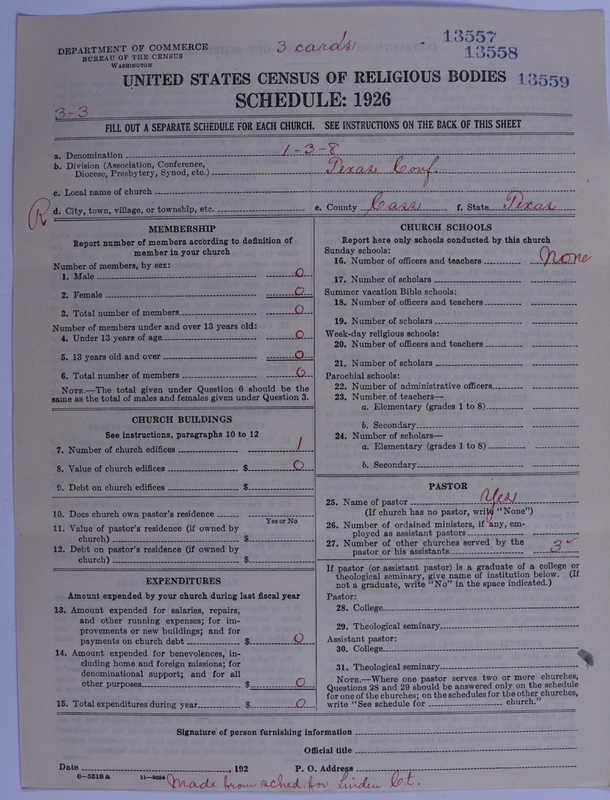 DEPARTMENT OF COMMERCE
BUREAU OF THE CENSUS
WASHINGTON
3 cards
13557
13558
13559
UNITED STATES CENSUS OF RELIGIOUS BODIES
SCHEDULE: 1926
3-3
FILL OUT A SEPARATE SCHEDULE FOR EACH CHURCH. SEE INSTRUCTIONS ON THE BACK OF THIS SHEET
a. Denomination 1-3-8
b. Division (Association, Conference,
Diocese, Presbytery, Synod, etc.) Texas Conf.
c. Local name of church
R d. City, town, village, or township, etc. e. County Cass f. State Texas
MEMBERSHIP
Report number of members according to definition of
member in your church
Number of members, by sex:
1. Male 0
2. Female 0
3. Total number of members 0
Number of members under and over 13 years old:
4. Under 13 years of age 0
5. 13 years old and over 0
6. Total number of members 0
NOTE.—The total given under Question 6 should be
same as the total of males and females given under Question 3.
CHURCH BUILDINGS
See instructions, paragraphs 10 to 12
7. Number of church edifices 1
8. Value of church edifices $ 0
9. Debt on church edifices $
10. Does church own pastor's residence
Yes or No
11. Value of pastor's residence (if owned by
church) $
12. Debt on pastor's residence (if owned by
church) $
EXPENDITURES
Amount expended by your church during last fiscal year
13. Amount expended for salaries, repairs,
and other running expenses; for im-
provements or new buildings; and for
payments on church debt $ 0
14. Amount expended for benevolences, in-
cluding home and foreign missions; for
denominational support; and for all
other purposes $ 0
15. Total expenditures during year $ 0
CHURCH SCHOOLS
Report here only schools conducted by this church
Sunday schools:
16. Number of officers and teachers None
17. Number of scholars
Summer vacation Bible schools:
18. Number of officers and teachers
19. Number of scholars
Week-day religious schools:
20. Number of officers and teachers
21. Number of scholars
Parochial schools:
22. Number of administrative officers
23. Number of teachers—
a. Elementary (grades 1 to 8)
b. Secondary
24. Number of scholars—
a. Elementary (grades 1 to 8)
b. Secondary
PASTOR
25. Name of pastor Yes
(If church has no pastor, write "None")
26. Number of ordained ministers, if any, em-
ployed as assistant pastors
27. Number of other churches served by the
pastor or his assistants 3
If pastor (or assistant pastor) is a graduate of a college or
theological seminary, give name of institution below. (If
not a graduate, write "No" in the space indicated.)
Pastor:
28. College
29. Theological seminary
Assistant pastor:
30. College
31. Theological seminary
NOTE.—Where one pastor serves two or more churches,
Questions 28 and 29 should be answered only on the schedule
for one of the churches; on the schedules for the other churches,
write "See schedule for church."
Signature of person furnishing information
Official title
Date , 192 P. O. Address
6-5518 a 11-9024
Made from sched. for Linden Ct.